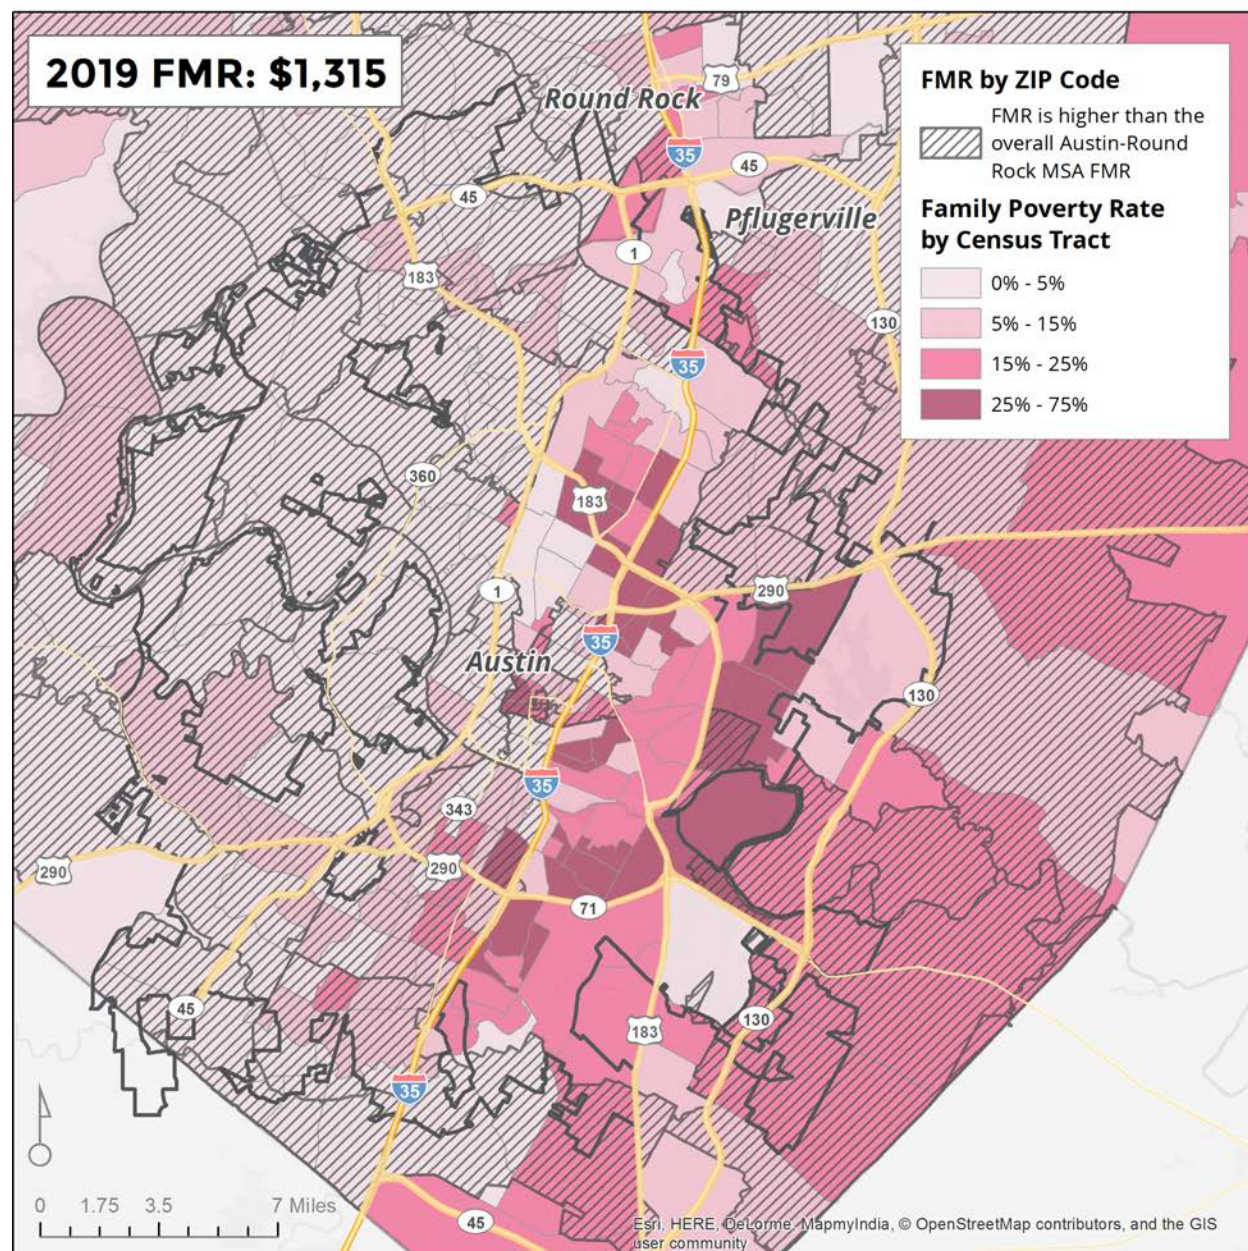 2019 FMR: $1,315
FMR by ZIP Code
FMR is higher than the
overall Austin-Round
Rock MSA FMR
Family Poverty Rate
by Census Tract
0% - 5%
5% - 15%
15% - 25%
25% - 75%
79
Round Rock
35
45
45
Pflugerville
1
183
130
35
360
183
1
290
35
Austin
130
35
343
290
290
71
45
183
130
35
0 1.75 3.5 7 Miles
45
Esri, HERE, DeLorme, MapmyIndia, © OpenStreetMap contributors, and the GIS
user community